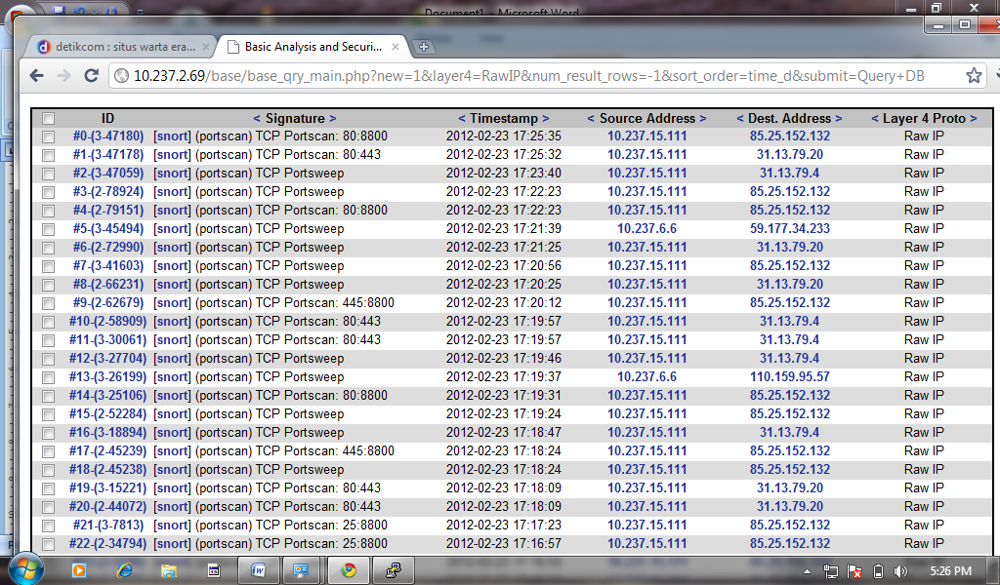 Document1 - Microsoft Word
detikcom : situs warta era...
Basic Analysis and Securi...
10.237.2.69/base/base_qry_main.php?new=1&layer4=RawIP&num_result_rows=-1&sort_order=time_d&submit=Query+DB
ID < Signature > < Timestamp > < Source Address > < Dest. Address > < Layer 4 Proto >
#0-(3-47180) [snort] (portscan) TCP Portscan: 80:8800 2012-02-23 17:25:35 10.237.15.111 85.25.152.132 Raw IP
#1-(3-47178) [snort] (portscan) TCP Portscan: 80:443 2012-02-23 17:25:32 10.237.15.111 31.13.79.20 Raw IP
#2-(3-47059) [snort] (portscan) TCP Portsweep 2012-02-23 17:23:40 10.237.15.111 31.13.79.4 Raw IP
#3-(2-78924) [snort] (portscan) TCP Portsweep 2012-02-23 17:22:23 10.237.15.111 85.25.152.132 Raw IP
#4-(2-79151) [snort] (portscan) TCP Portscan: 80:8800 2012-02-23 17:22:23 10.237.15.111 85.25.152.132 Raw IP
#5-(3-45494) [snort] (portscan) TCP Portsweep 2012-02-23 17:21:39 10.237.6.6 59.177.34.233 Raw IP
#6-(2-72990) [snort] (portscan) TCP Portsweep 2012-02-23 17:21:25 10.237.15.111 31.13.79.20 Raw IP
#7-(3-41603) [snort] (portscan) TCP Portsweep 2012-02-23 17:20:56 10.237.15.111 85.25.152.132 Raw IP
#8-(2-66231) [snort] (portscan) TCP Portsweep 2012-02-23 17:20:25 10.237.15.111 31.13.79.20 Raw IP
#9-(2-62679) [snort] (portscan) TCP Portscan: 445:8800 2012-02-23 17:20:12 10.237.15.111 85.25.152.132 Raw IP
#10-(2-58909) [snort] (portscan) TCP Portscan: 80:443 2012-02-23 17:19:57 10.237.15.111 31.13.79.4 Raw IP
#11-(3-30061) [snort] (portscan) TCP Portscan: 80:443 2012-02-23 17:19:57 10.237.15.111 31.13.79.4 Raw IP
#12-(3-27704) [snort] (portscan) TCP Portsweep 2012-02-23 17:19:46 10.237.15.111 31.13.79.4 Raw IP
#13-(3-26199) [snort] (portscan) TCP Portsweep 2012-02-23 17:19:37 10.237.6.6 110.159.95.57 Raw IP
#14-(3-25106) [snort] (portscan) TCP Portscan: 80:8800 2012-02-23 17:19:31 10.237.15.111 85.25.152.132 Raw IP
#15-(2-52284) [snort] (portscan) TCP Portsweep 2012-02-23 17:19:24 10.237.15.111 85.25.152.132 Raw IP
#16-(3-18894) [snort] (portscan) TCP Portsweep 2012-02-23 17:18:47 10.237.15.111 31.13.79.4 Raw IP
#17-(2-45239) [snort] (portscan) TCP Portscan: 445:8800 2012-02-23 17:18:24 10.237.15.111 85.25.152.132 Raw IP
#18-(2-45238) [snort] (portscan) TCP Portsweep 2012-02-23 17:18:24 10.237.15.111 85.25.152.132 Raw IP
#19-(3-15221) [snort] (portscan) TCP Portscan: 80:443 2012-02-23 17:18:09 10.237.15.111 31.13.79.20 Raw IP
#20-(2-44072) [snort] (portscan) TCP Portscan: 80:443 2012-02-23 17:18:09 10.237.15.111 31.13.79.20 Raw IP
#21-(3-7813) [snort] (portscan) TCP Portscan: 25:8800 2012-02-23 17:17:23 10.237.15.111 85.25.152.132 Raw IP
#22-(2-34794) [snort] (portscan) TCP Portscan: 25:8800 2012-02-23 17:16:57 10.237.15.111 85.25.152.132 Raw IP
5:26 PM